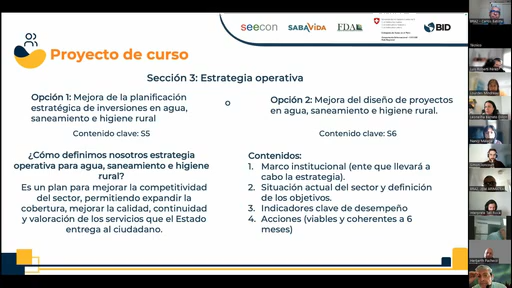 seecon
SABAVIDA
FDAL
BID
Proyecto de curso
Sección 3: Estrategia operativa
Opción 1: Mejora de la planificación
estratégica de inversiones en agua,
saneamiento e higiene rural
o
Opción 2: Mejora del diseño de proyectos
en agua, saneamiento e higiene rural.
Contenido clave: S5
Contenido clave: S6
¿Cómo definimos nosotros estrategia
operativa para agua, saneamiento e higiene
rural?
Es un plan para mejorar la competitividad
del sector, permitiendo expandir la
cobertura, mejorar la calidad, continuidad
y valoración de los servicios que el Estado
entrega al ciudadano.
Contenidos:
1. Marco institucional (ente que llevará a
cabo la estrategia).
2. Situación actual del sector y definición
de los objetivos.
3. Indicadores clave de desempeño
4. Acciones (viables y coherentes a 6
meses)